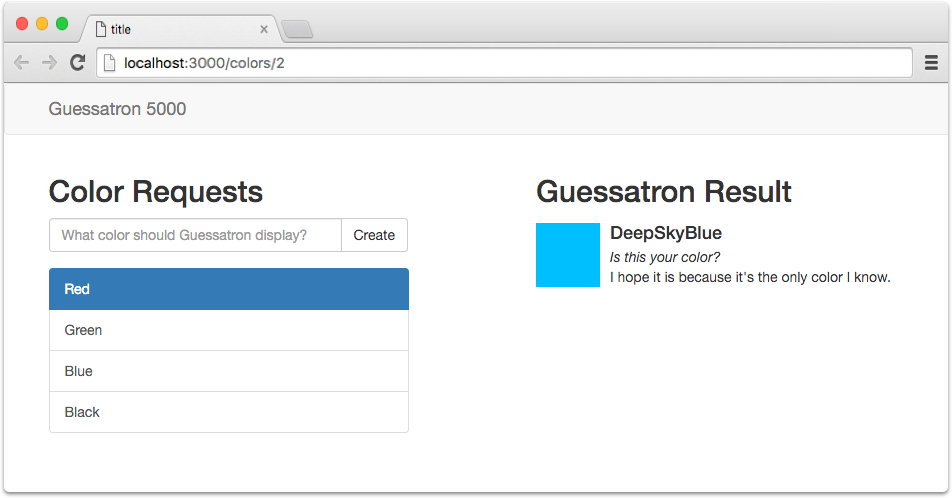 title
localhost:3000/colors/2
Guessatron 5000
Color Requests
What color should Guessatron display?
Create
Red
Green
Blue
Black
Guessatron Result
DeepSkyBlue
Is this your color?
I hope it is because it's the only color I know.